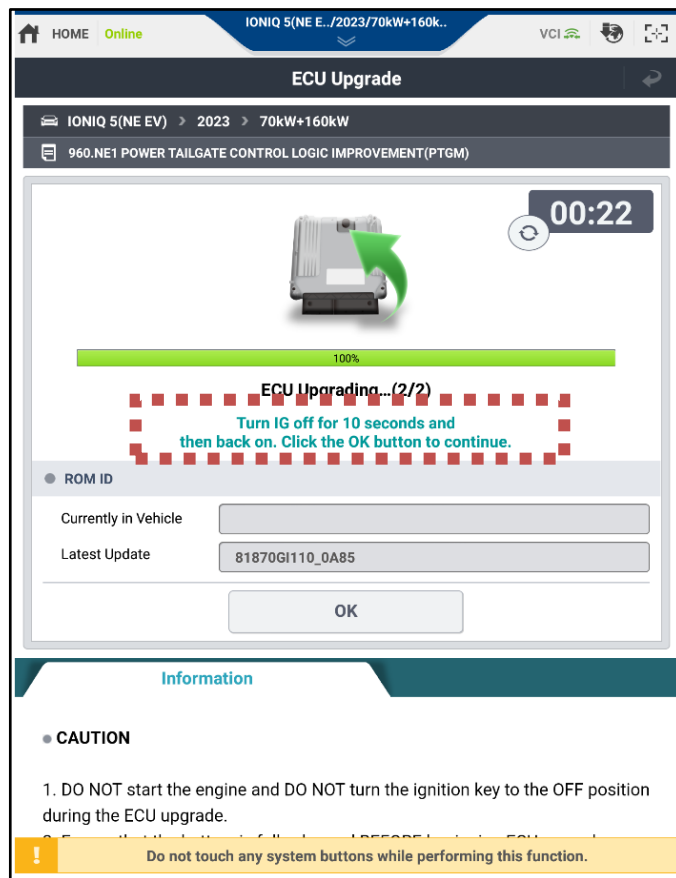 HOME Online
IONIQ 5(NE E../2023/70kW+160k..
VCI
ECU Upgrade
IONIQ 5(NE EV) > 2023 > 70kW+160kW
960.NE1 POWER TAILGATE CONTROL LOGIC IMPROVEMENT(PTGM)
00:22
100%
ECU Upgrading...(2/2)
Turn IG off for 10 seconds and
then back on. Click the OK button to continue.
ROM ID
Currently in Vehicle
Latest Update 81870GI110_0A85
OK
Information
CAUTION
1. DO NOT start the engine and DO NOT turn the ignition key to the OFF position
during the ECU upgrade.
! Do not touch any system buttons while performing this function.